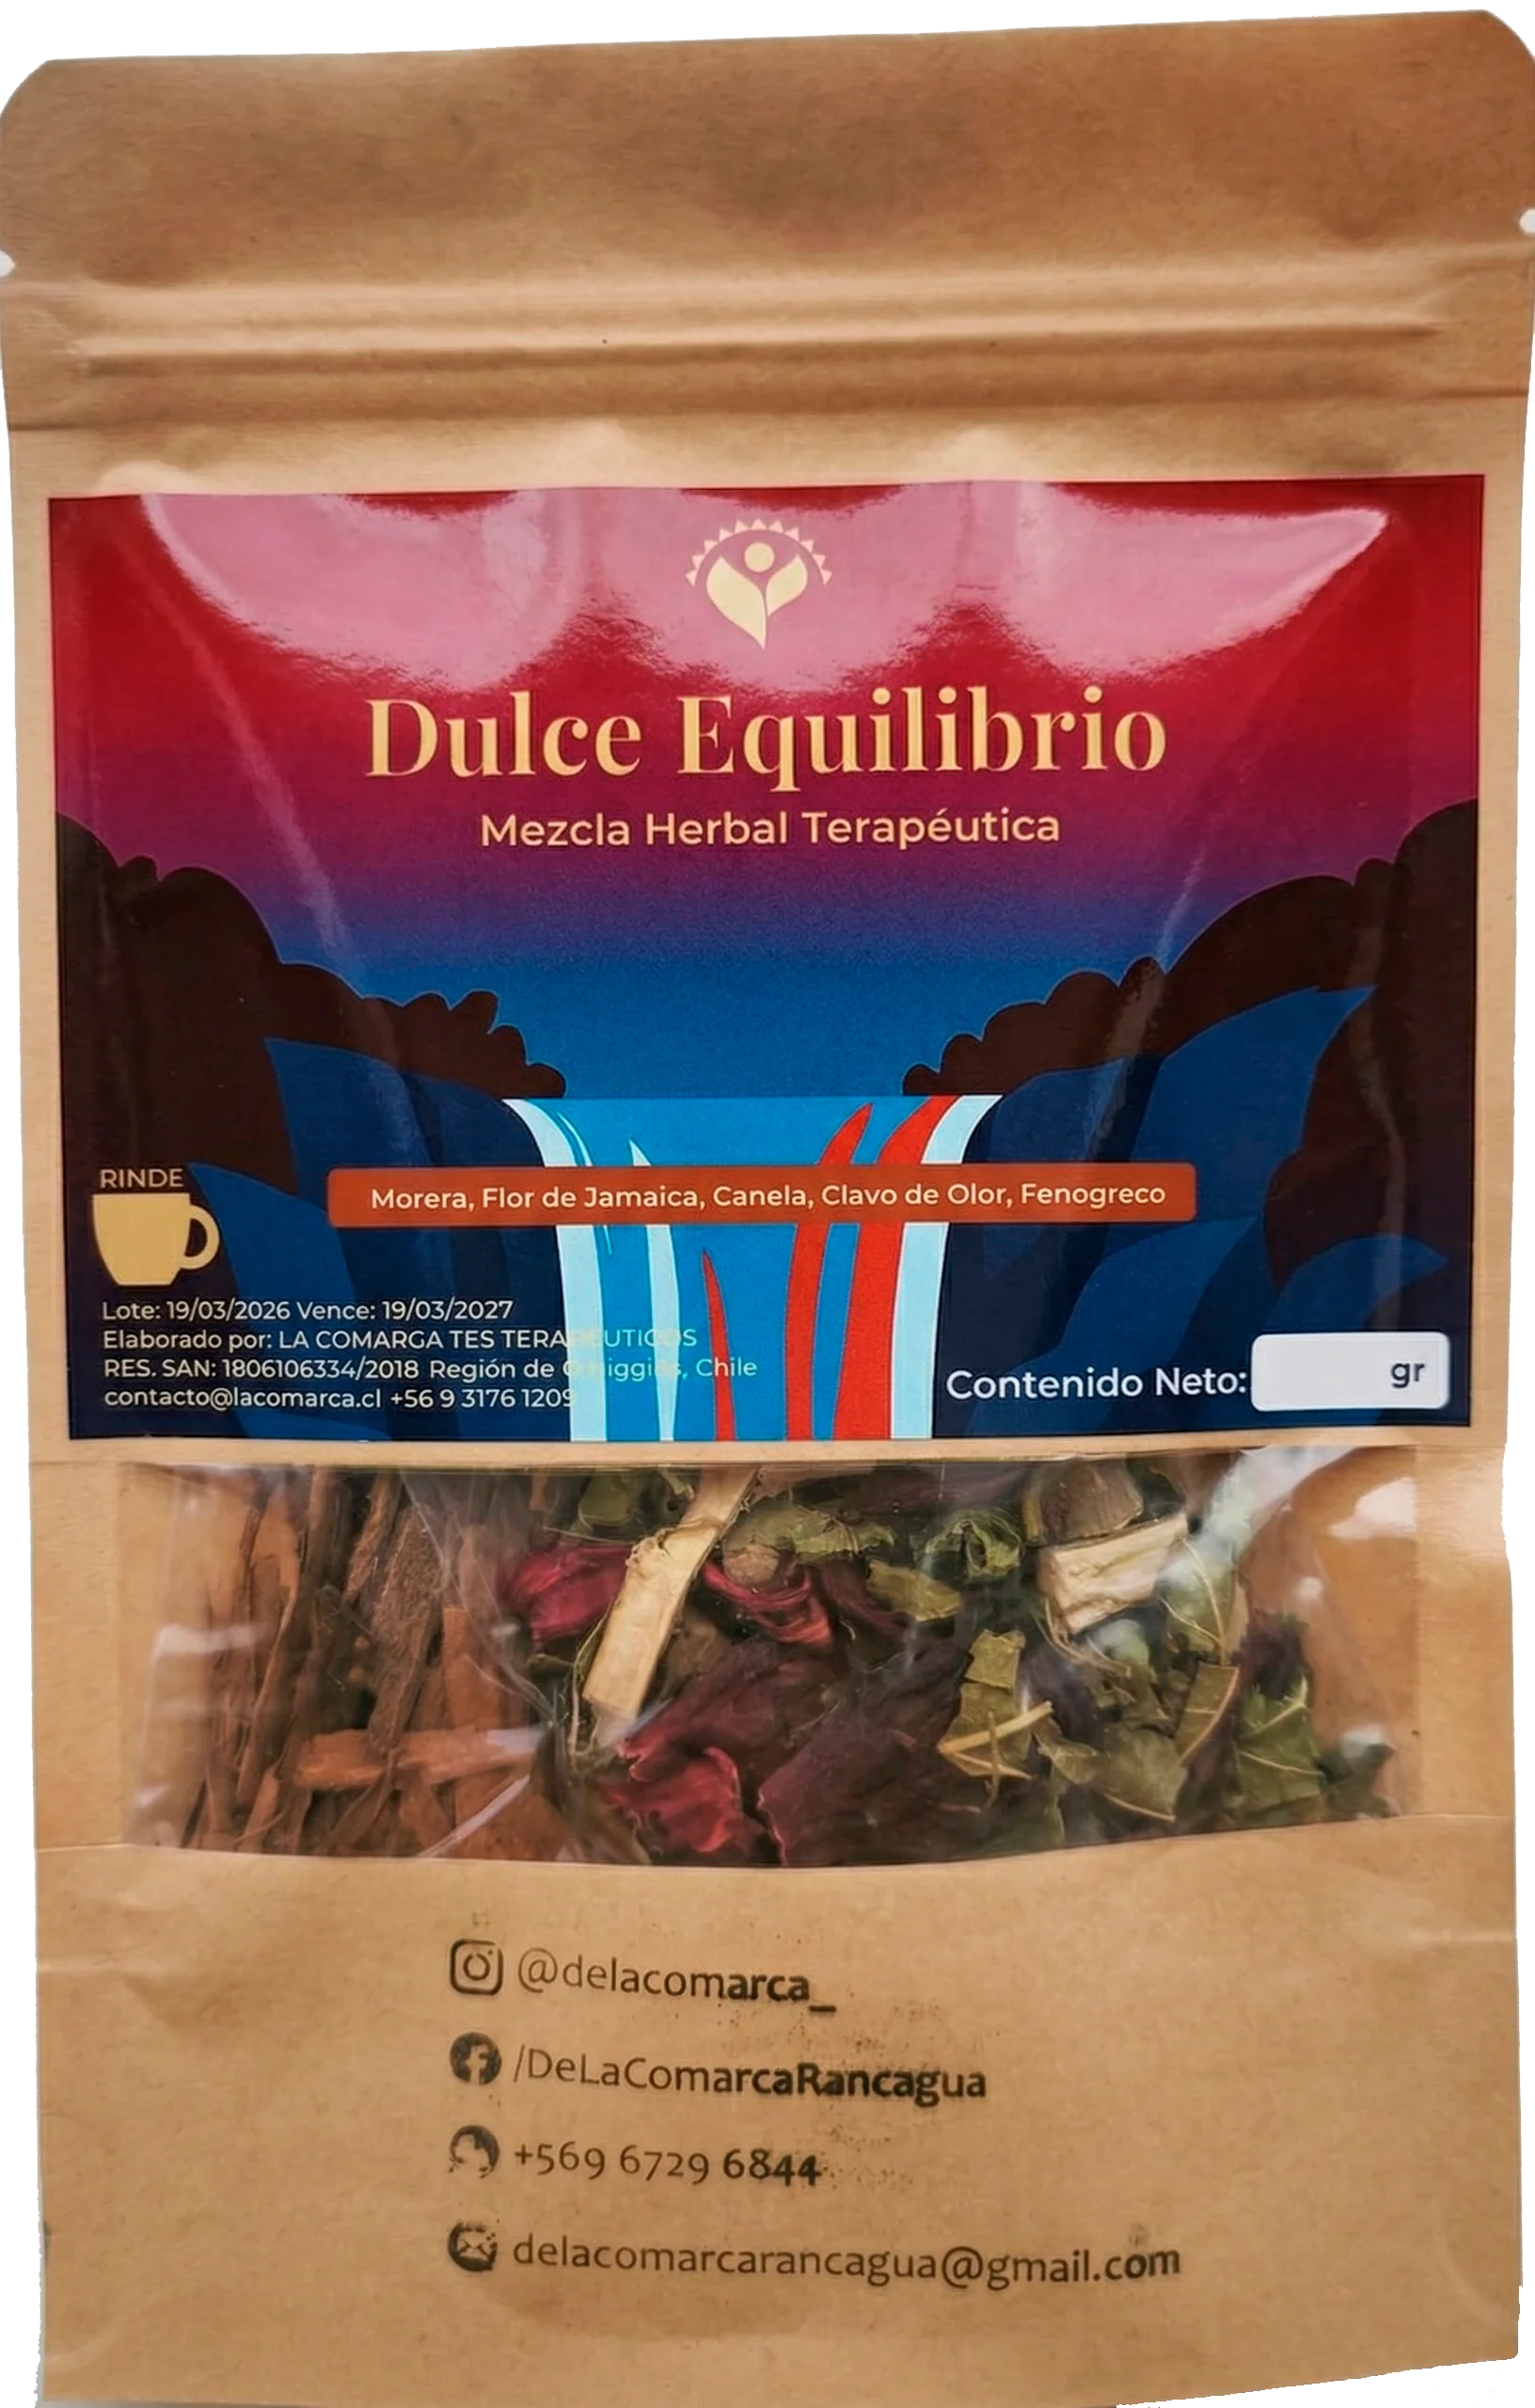 Dulce Equilibrio
Mezcla Herbal Terapéutica
RINDE
Morera, Flor de Jamaica, Canela, Clavo de Olor, Fenogreco
Lote: 19/03/2026 Vence: 19/03/2027
Elaborado por: LA COMARGA TES TERAPEUTICOS
RES. SAN: 1806106334/2018 Región de O'higgins, Chile
contacto@lacomarca.cl +56 9 3176 1209
Contenido Neto: gr
@delacomarca_
/DeLaComarcaRancagua
+569 6729 6844
delacomarcarancagua@gmail.com